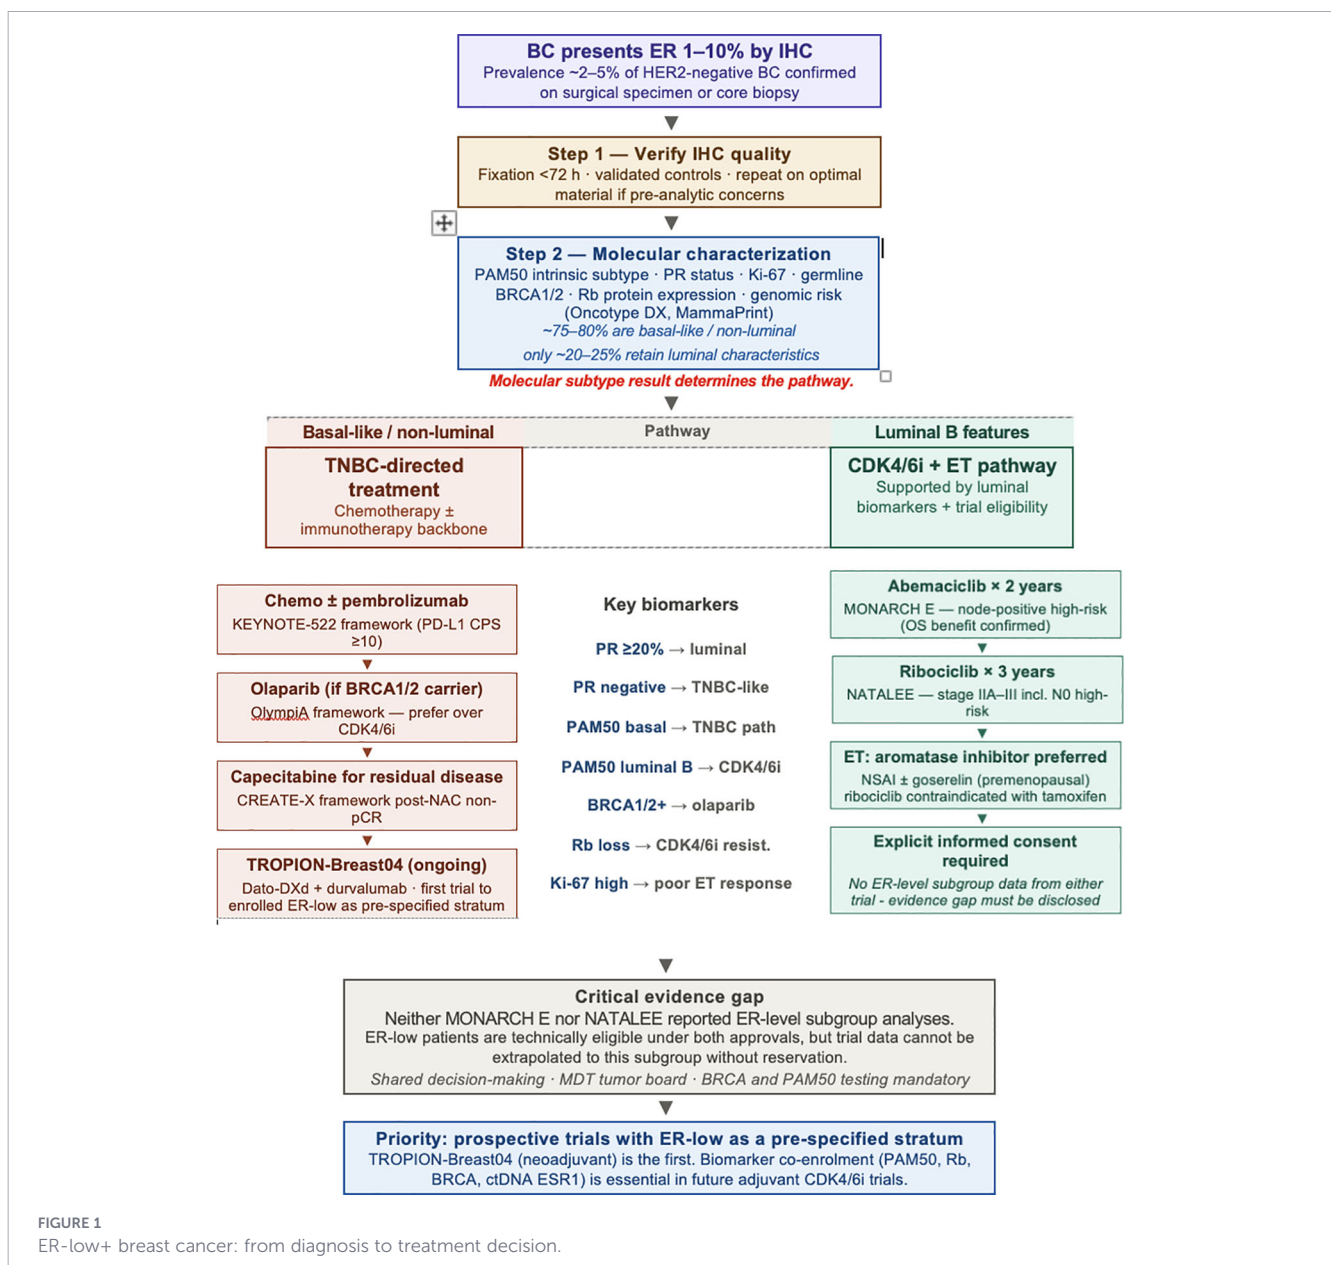 BC presents ER 1–10% by IHC
Prevalence ~2–5% of HER2-negative BC confirmed
on surgical specimen or core biopsy
Step 1 — Verify IHC quality
Fixation <72 h · validated controls · repeat on optimal
material if pre-analytic concerns
Step 2 — Molecular characterization
PAM50 intrinsic subtype · PR status · Ki-67 · germline
BRCA1/2 · Rb protein expression · genomic risk
(Oncotype DX, MammaPrint)
~75–80% are basal-like / non-luminal
only ~20–25% retain luminal characteristics
Molecular subtype result determines the pathway.
Basal-like / non-luminal
Pathway
Luminal B features
TNBC-directed
treatment
Chemotherapy ±
immunotherapy backbone
CDK4/6i + ET pathway
Supported by luminal
biomarkers + trial eligibility
Chemo ± pembrolizumab
KEYNOTE-522 framework (PD-L1 CPS
≥10)
Olaparib (if BRCA1/2 carrier)
OlympiA framework — prefer over
CDK4/6i
Capecitabine for residual disease
CREATE-X framework post-NAC non-
pCR
TROPION-Breast04 (ongoing)
Dato-DXd + durvalumab · first trial to
enrolled ER-low as pre-specified stratum
Key biomarkers
PR ≥20% → luminal
PR negative → TNBC-like
PAM50 basal → TNBC path
PAM50 luminal B → CDK4/6i
BRCA1/2+ → olaparib
Rb loss → CDK4/6i resist.
Ki-67 high → poor ET response
Abemaciclib × 2 years
MONARCH E — node-positive high-risk
(OS benefit confirmed)
Ribociclib × 3 years
NATALEE — stage IIA–III incl. N0 high-
risk
ET: aromatase inhibitor preferred
NSAI ± goserelin (premenopausal)
ribociclib contraindicated with tamoxifen
Explicit informed consent
required
No ER-level subgroup data from either
trial - evidence gap must be disclosed
Critical evidence gap
Neither MONARCH E nor NATALEE reported ER-level subgroup analyses.
ER-low patients are technically eligible under both approvals, but trial data cannot be
extrapolated to this subgroup without reservation.
Shared decision-making · MDT tumor board · BRCA and PAM50 testing mandatory
Priority: prospective trials with ER-low as a pre-specified stratum
TROPION-Breast04 (neoadjuvant) is the first. Biomarker co-enrolment (PAM50, Rb,
BRCA, ctDNA ESR1) is essential in future adjuvant CDK4/6i trials.
FIGURE 1
ER-low+ breast cancer: from diagnosis to treatment decision.